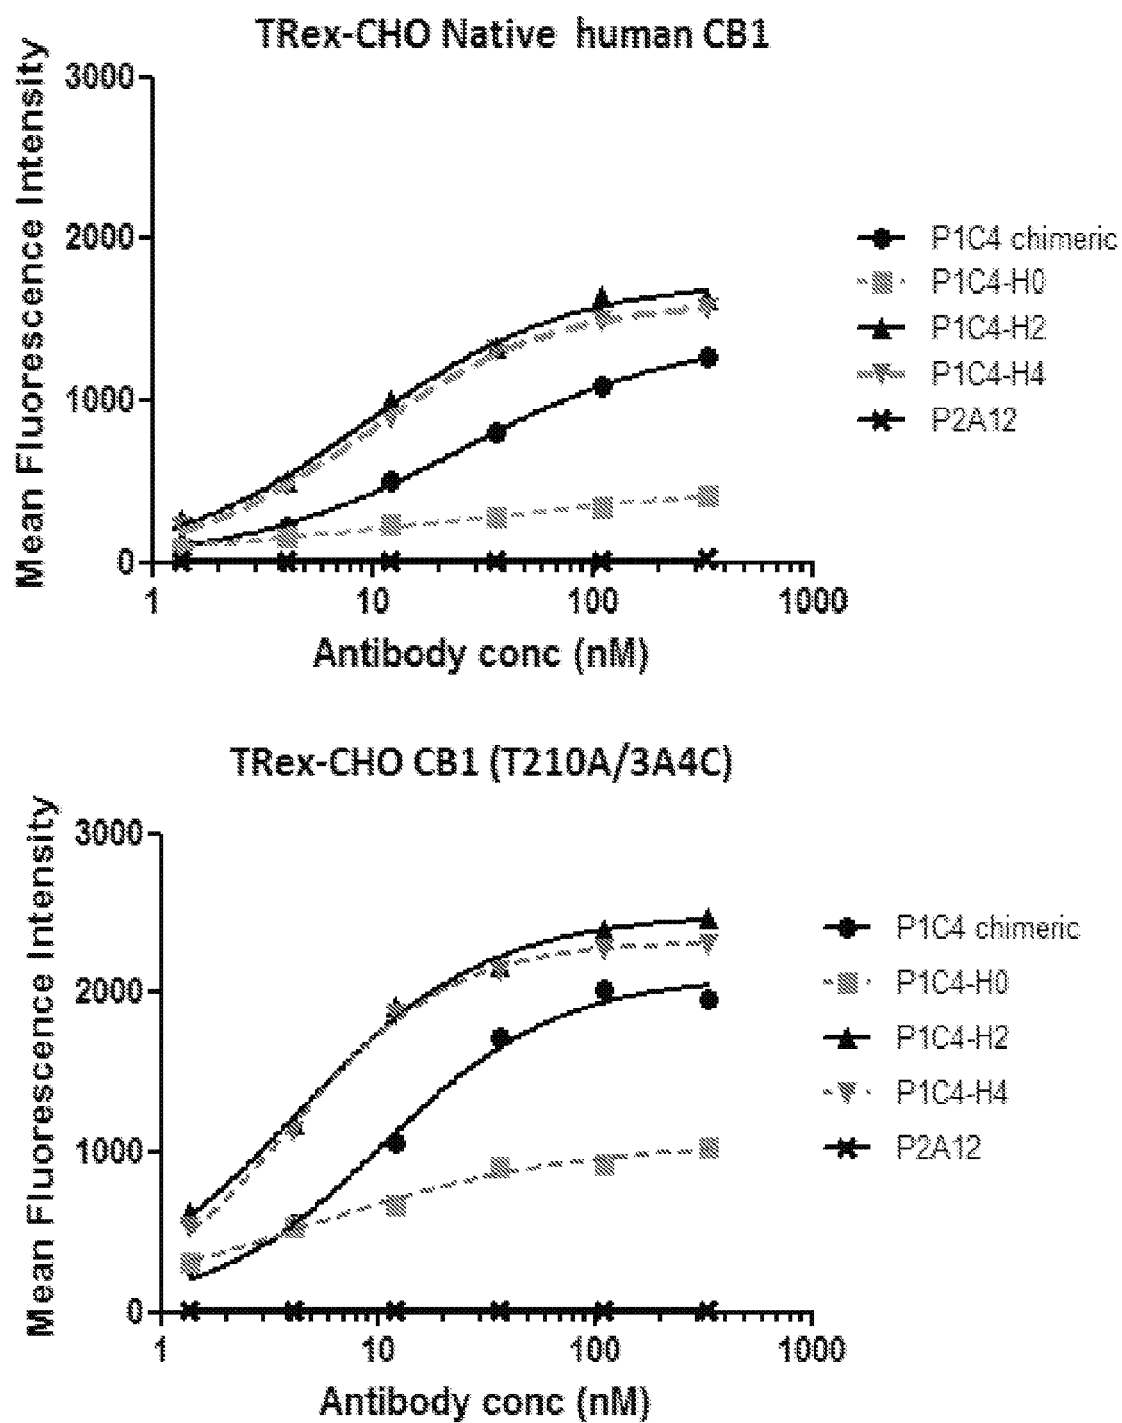 TRex-CHO Native human CB1
Mean Fluorescence Intensity
3000
2000
1000
0
1 10 100 1000
Antibody conc (nM)
P1C4 chimeric
P1C4-H0
P1C4-H2
P1C4-H4
P2A12
TRex-CHO CB1 (T210A/3A4C)
Mean Fluorescence Intensity
3000
2000
1000
0
1 10 100 1000
Antibody conc (nM)
P1C4 chimeric
P1C4-H0
P1C4-H2
P1C4-H4
P2A12